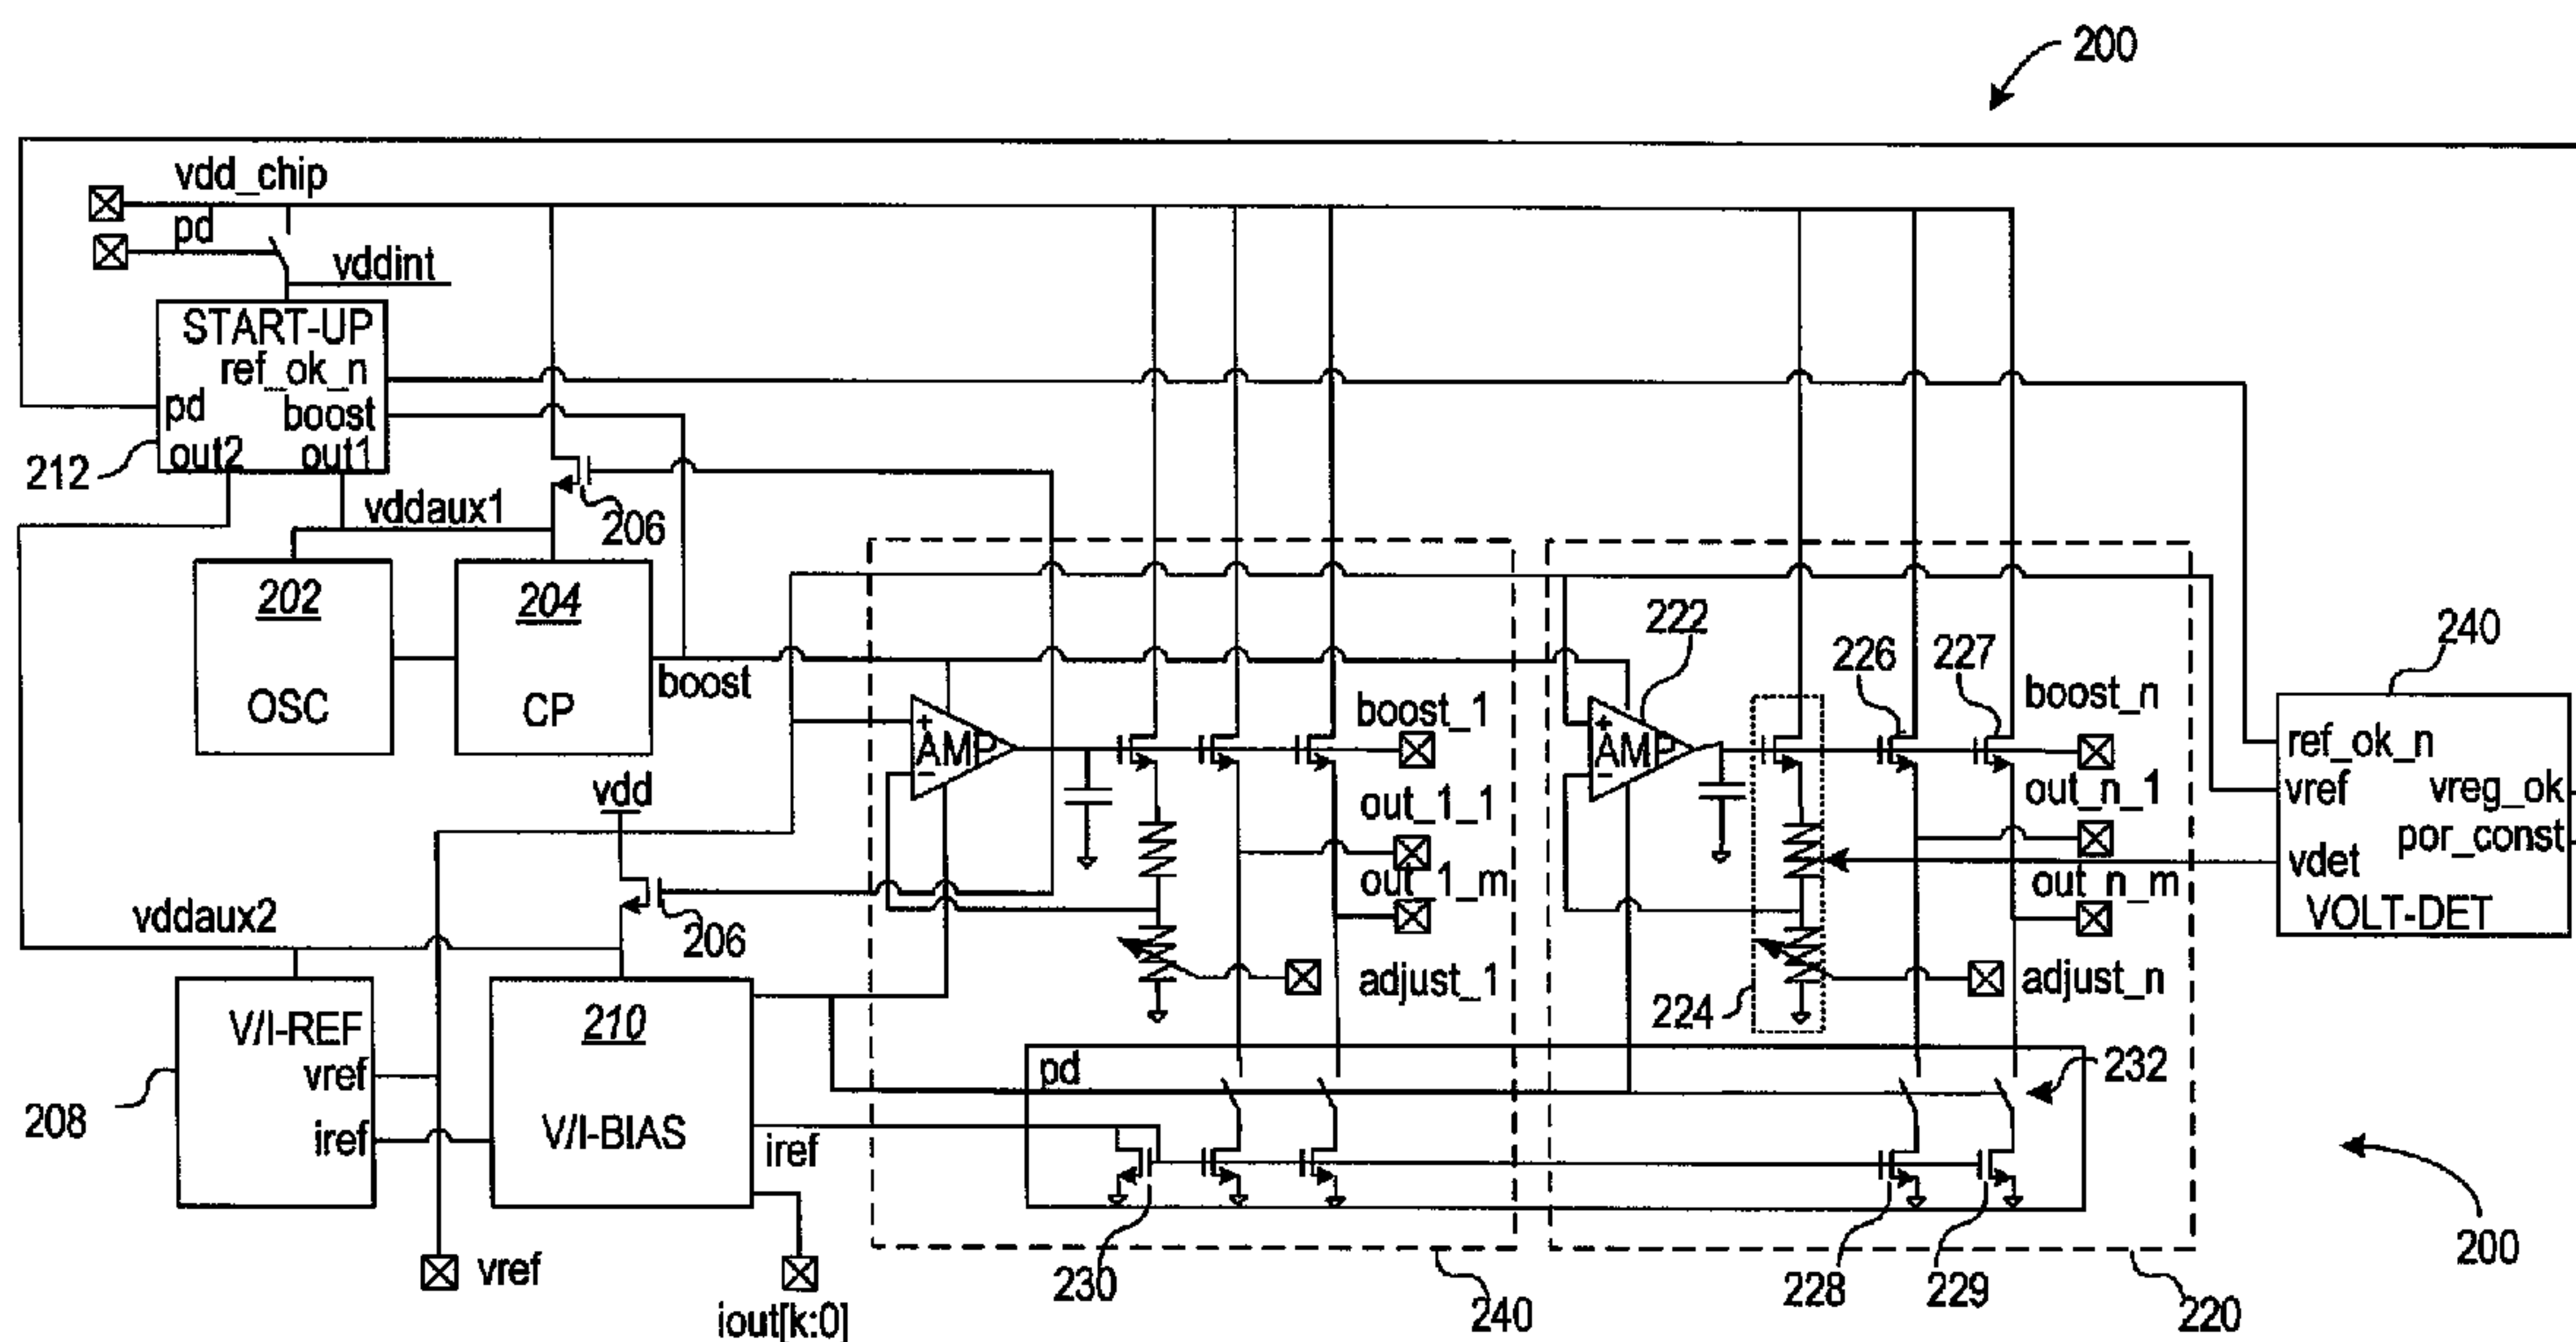 200
vdd_chip
pd
vddint
START-UP
ref_ok_n
pd
boost
out2
out1
212
vddaux1
206
202
OSC
204
CP
boost
222
226
227
240
AMP
boost_1
out_1_1
out_1_m
adjust_1
AMP
boost_n
out_n_1
out_n_m
adjust_n
224
ref_ok_n
vref
vreg_ok
por_const
vdet
VOLT-DET
vdd
206
vddaux2
V/I-REF
vref
iref
208
210
V/I-BIAS
iref
pd
232
200
vref
iout[k:0]
230
240
228
229
220